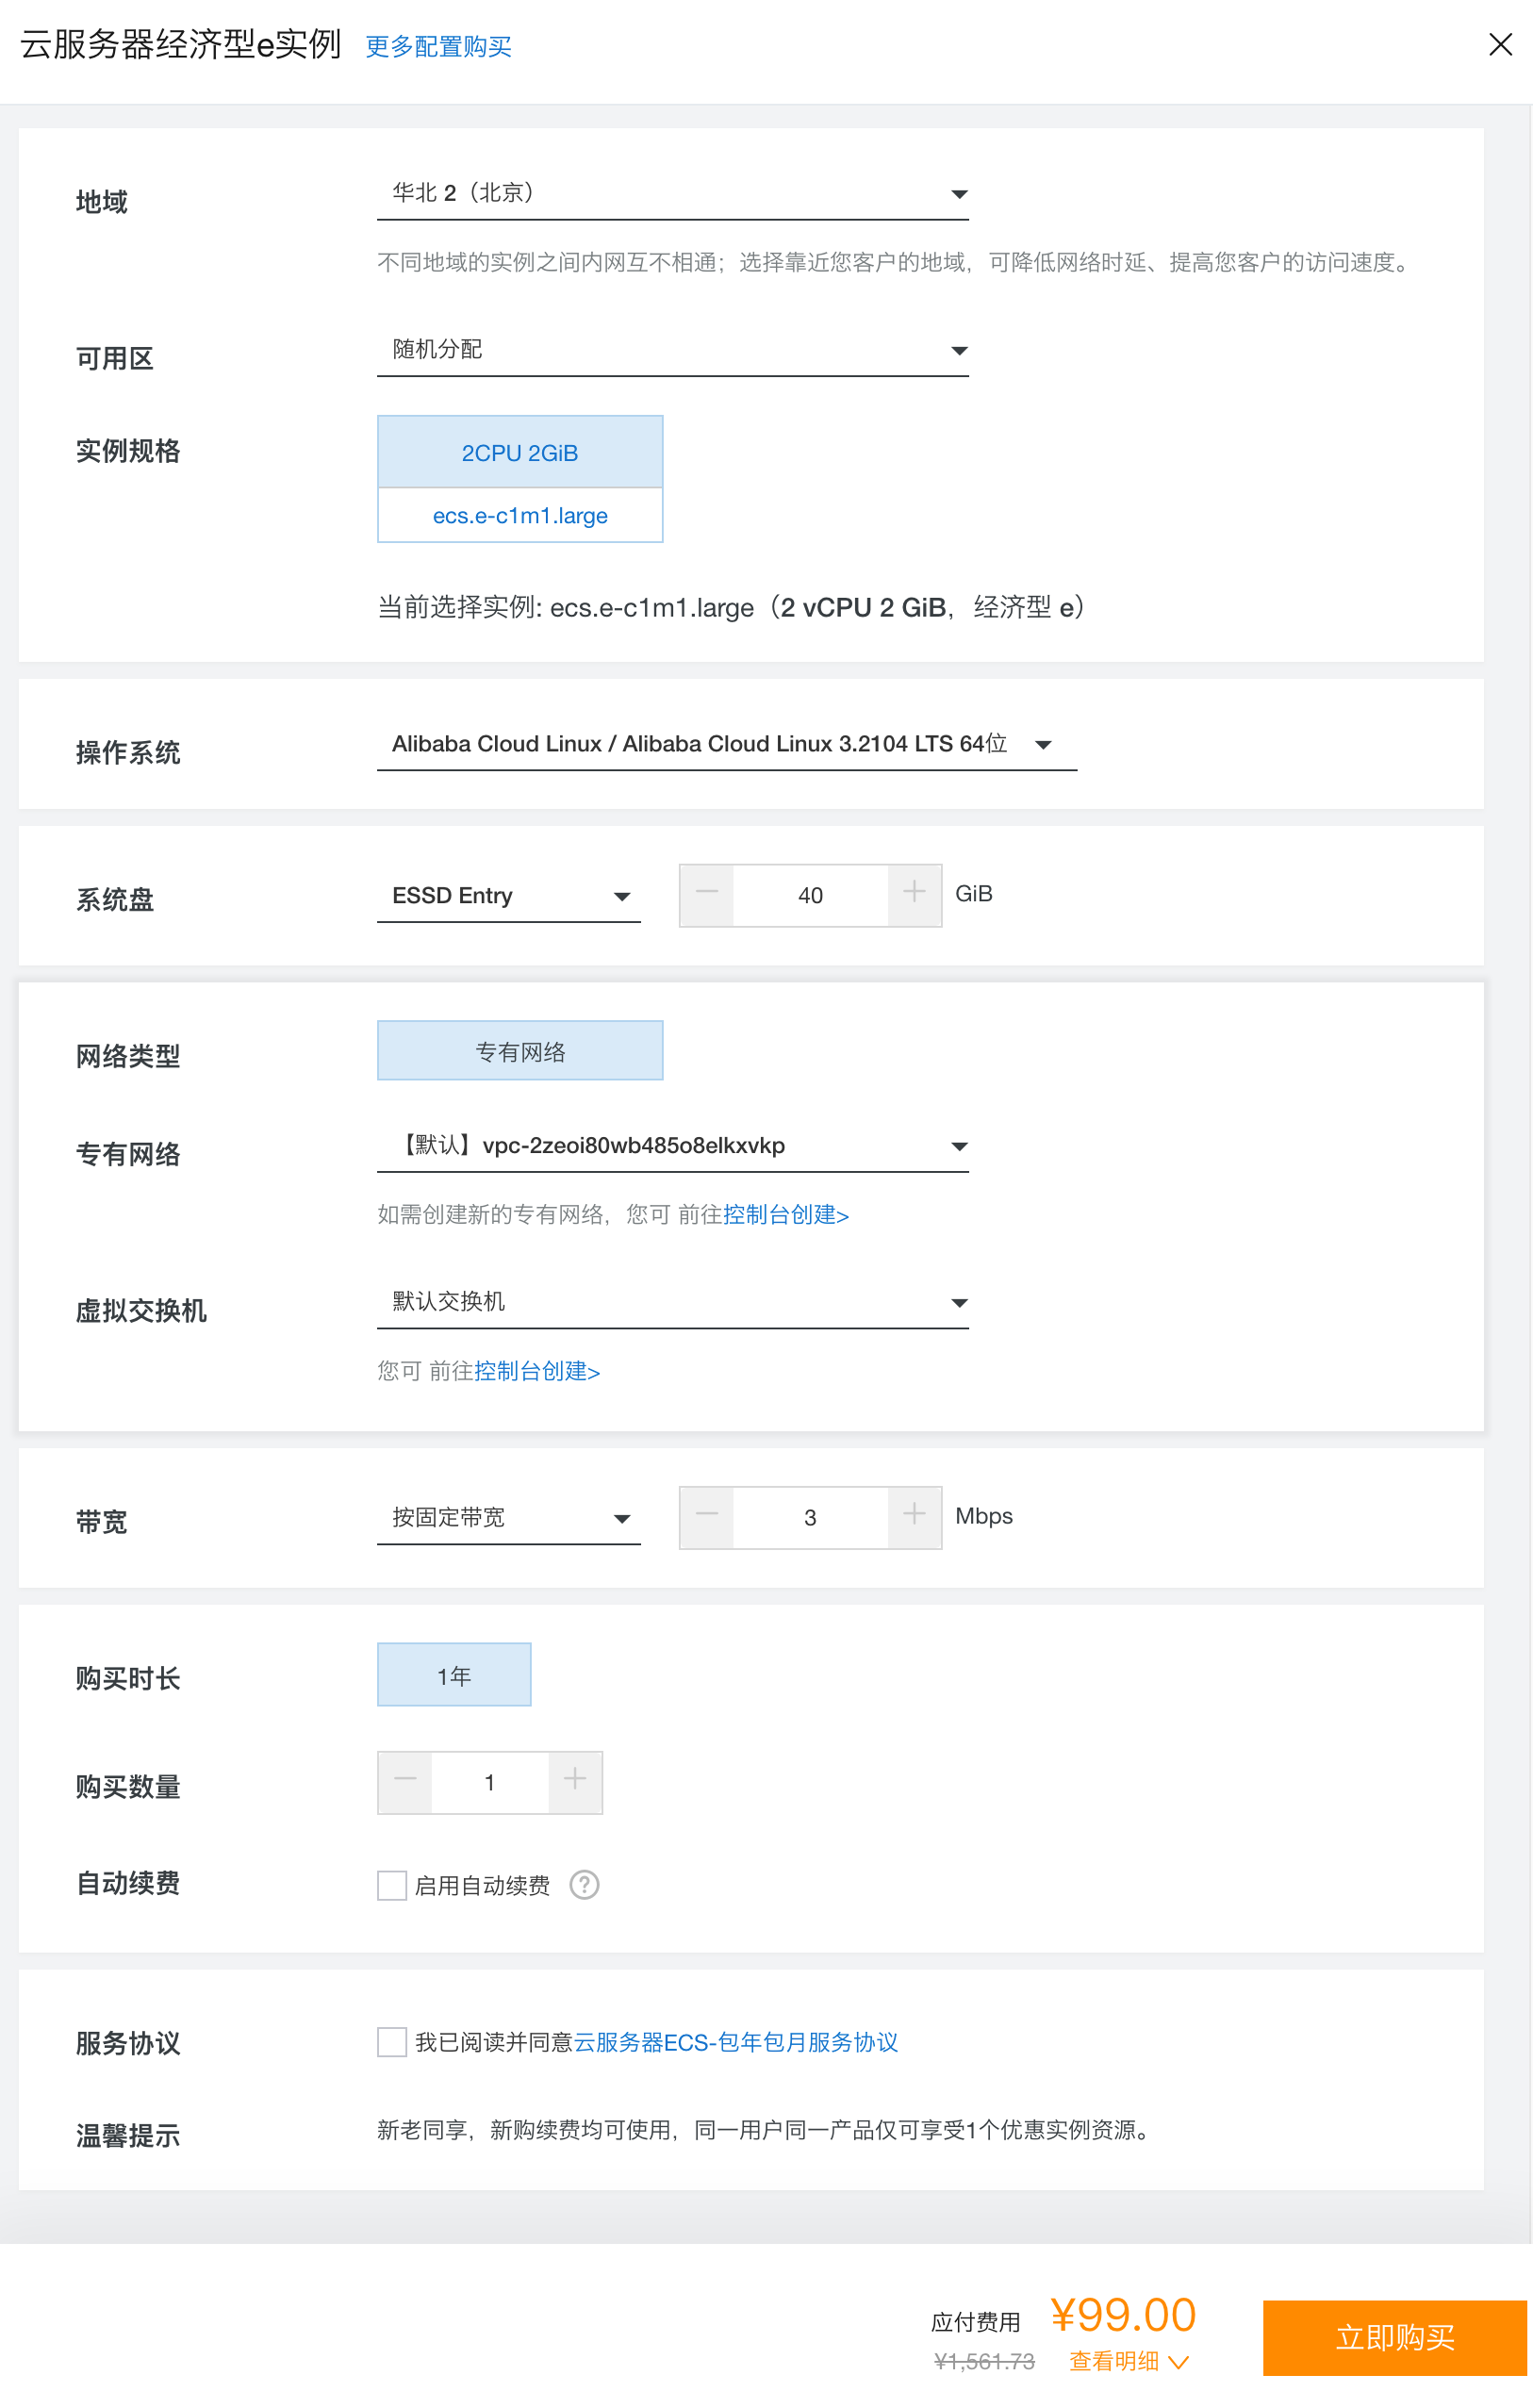 云服务器经济型e实例 更多配置购买
地域 华北 2（北京）
不同地域的实例之间内网互不相通；选择靠近您客户的地域，可降低网络时延、提高您客户的访问速度。
可用区 随机分配
实例规格 2CPU 2GiB
ecs.e-c1m1.large
当前选择实例: ecs.e-c1m1.large（2 vCPU 2 GiB，经济型 e）
操作系统 Alibaba Cloud Linux / Alibaba Cloud Linux 3.2104 LTS 64位
系统盘 ESSD Entry 40 GiB
网络类型 专有网络
专有网络 【默认】vpc-2zeoi80wb485o8elkxvkp
如需创建新的专有网络，您可 前往控制台创建>
虚拟交换机 默认交换机
您可 前往控制台创建>
带宽 按固定带宽 3 Mbps
购买时长 1年
购买数量 1
自动续费 启用自动续费 ?
服务协议 我已阅读并同意云服务器ECS-包年包月服务协议
温馨提示 新老同享，新购续费均可使用，同一用户同一产品仅可享受1个优惠实例资源。
应付费用 ¥99.00 立即购买
¥1,561.73 查看明细